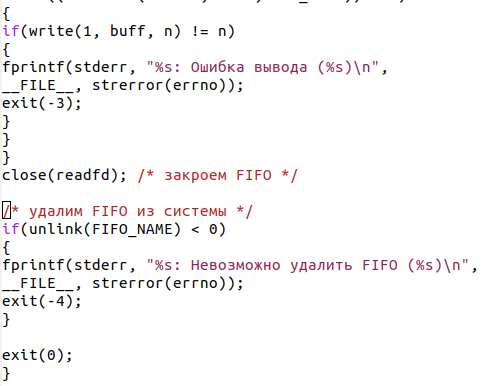 {
if(write(1, buff, n) != n)
{
fprintf(stderr, "%s: Ошибка вывода (%s)\n",
__FILE__, strerror(errno));
exit(-3);
}
}
}
close(readfd); /* закроем FIFO */
/* удалим FIFO из системы */
if(unlink(FIFO_NAME) < 0)
{
fprintf(stderr, "%s: Невозможно удалить FIFO (%s)\n",
__FILE__, strerror(errno));
exit(-4);
}
exit(0);
}